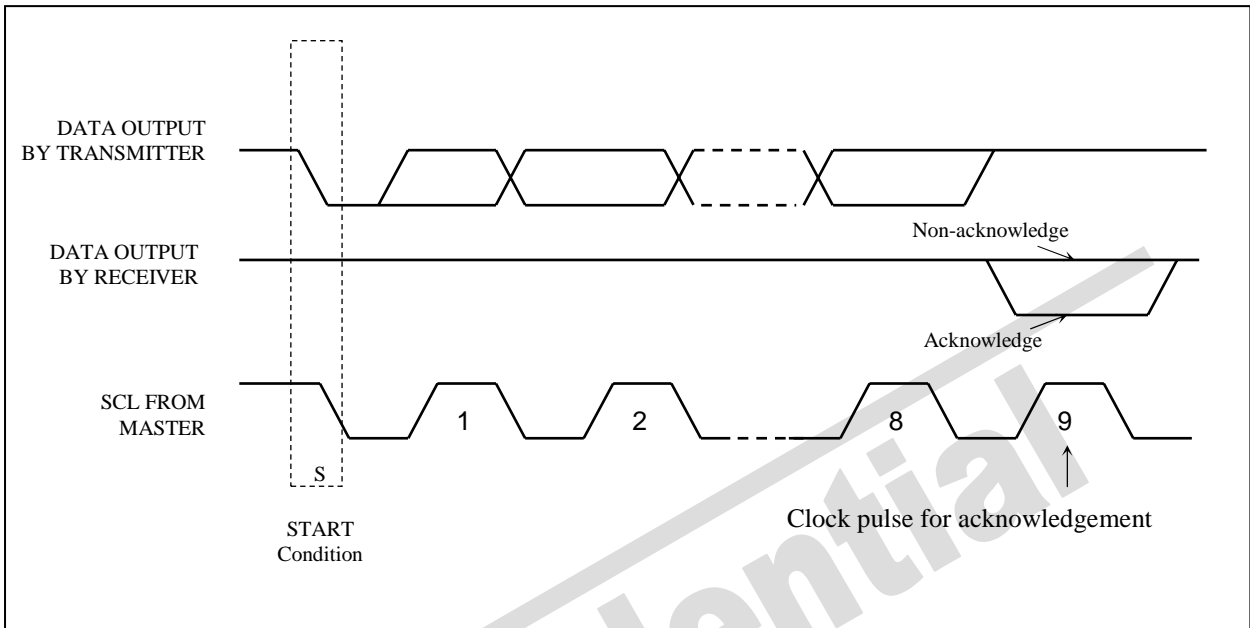 DATA OUTPUT
BY TRANSMITTER
Non-acknowledge
DATA OUTPUT
BY RECEIVER
Acknowledge
SCL FROM
MASTER
1
2
8
9
S
START
Condition
Clock pulse for acknowledgement
dential